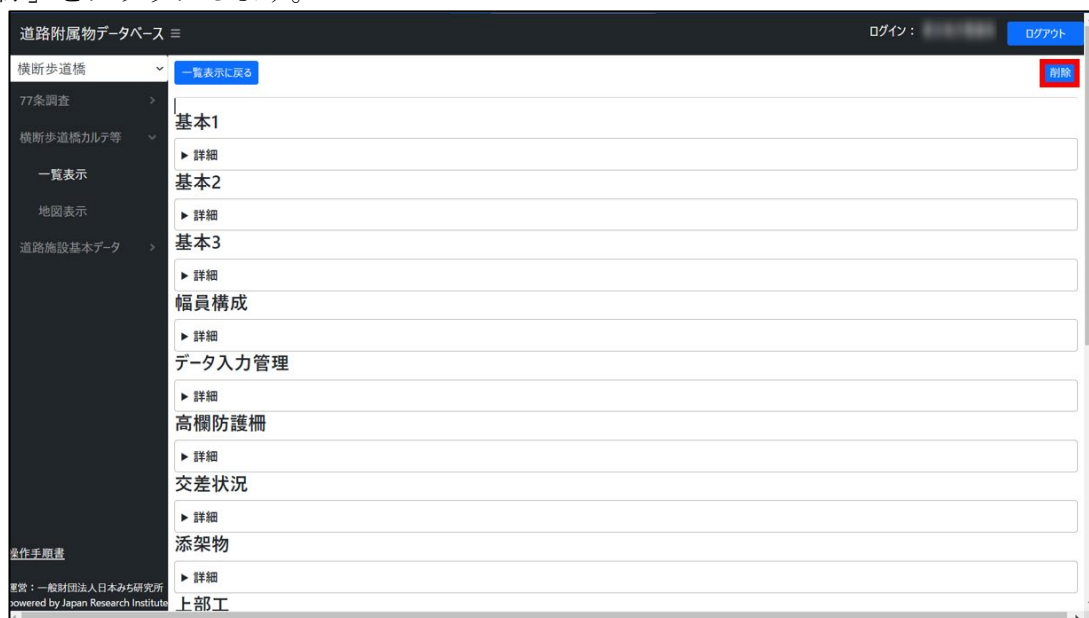 道路附属物データベース ≡
ログイン：
ログアウト
横断歩道橋
一覧表示に戻る
削除
77条調査
横断歩道橋カルテ等
一覧表示
地図表示
道路施設基本データ
基本1
▶ 詳細
基本2
▶ 詳細
基本3
▶ 詳細
幅員構成
▶ 詳細
データ入力管理
▶ 詳細
高欄防護柵
▶ 詳細
交差状況
▶ 詳細
添架物
▶ 詳細
上部工
操作手順書
運営：一般財団法人日本みち研究所
powered by Japan Research Institute